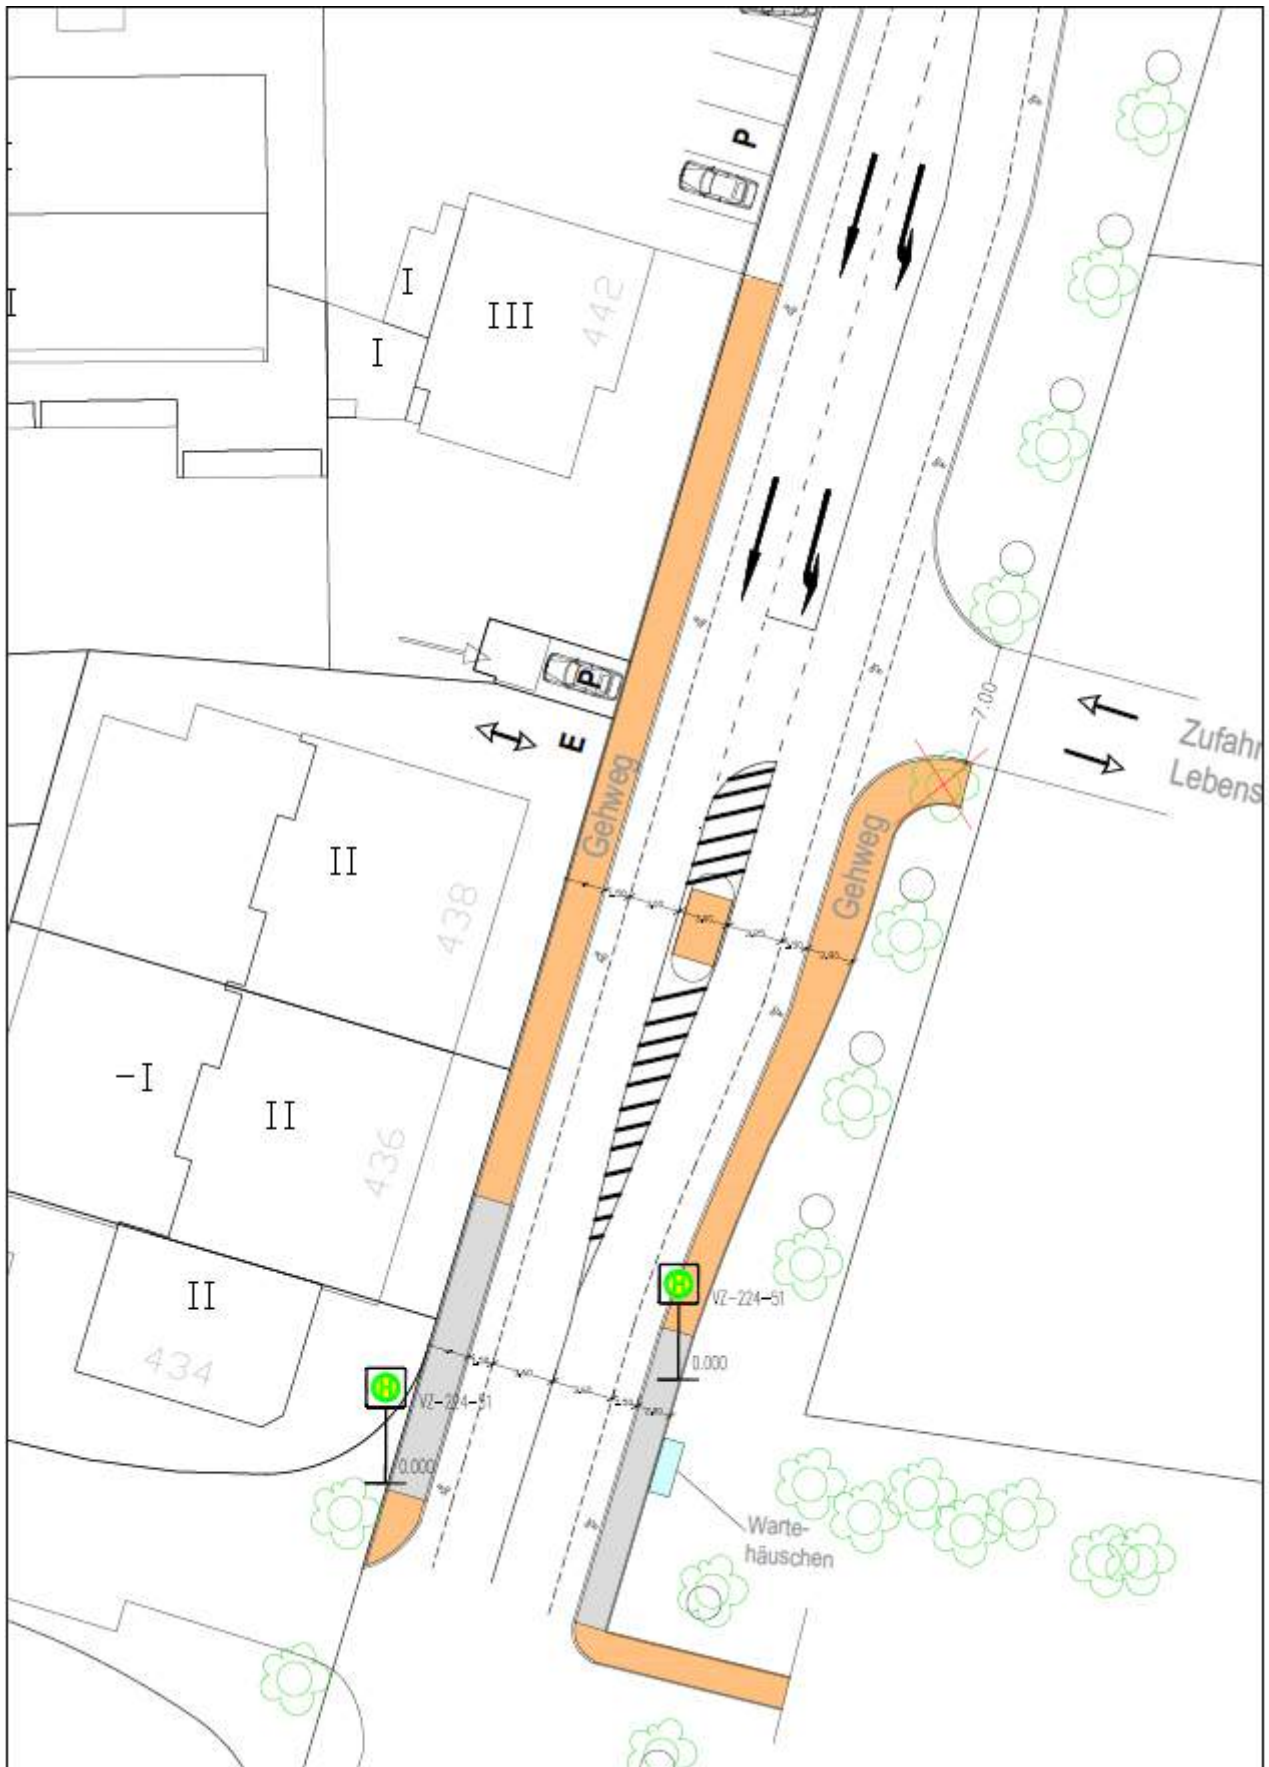 P
I
III
442
I
I
P
7.00
E
Zufahr
Lebens
Gehweg
Gehweg
II
438
-I
II
436
H
VZ-224-51
II
434
0.000
H
VZ-224-51
0.000
Warte-
häuschen